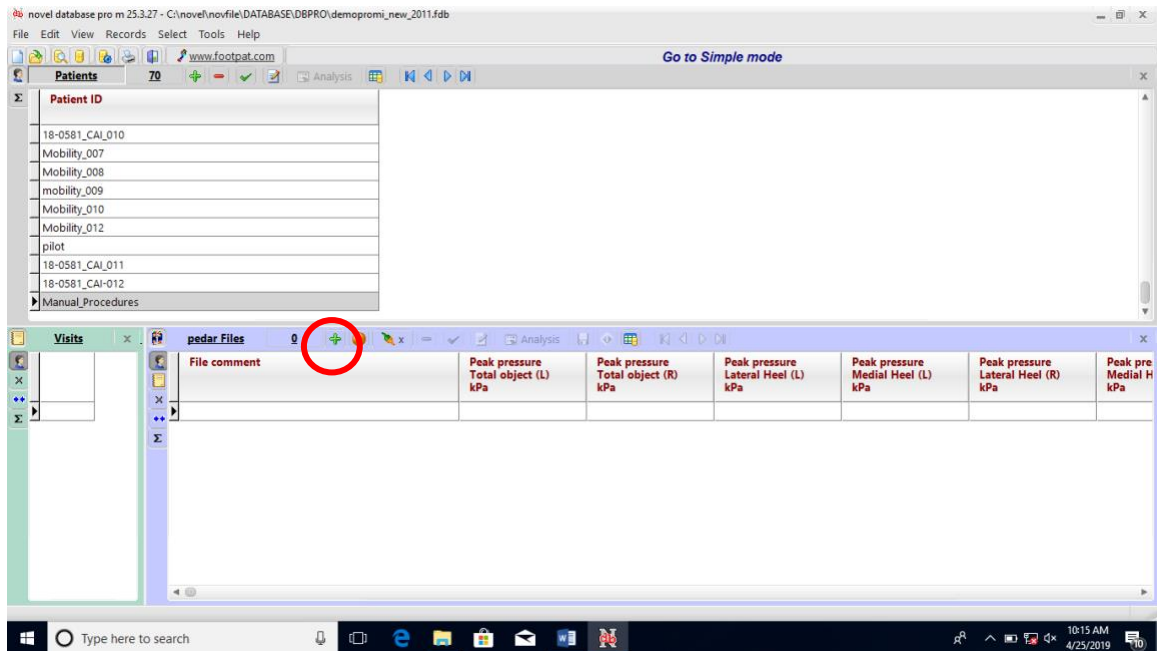 novel database pro m 25.3.27 - C:\novel\novfile\DATABASE\DBPRO\demopromi_new_2011.fdb
File Edit View Records Select Tools Help
www.footpat.com Go to Simple mode
Patients 70 Analysis x
Σ Patient ID
18-0581_CAI_010
Mobility_007
Mobility_008
mobility_009
Mobility_010
Mobility_012
pilot
18-0581_CAI_011
18-0581_CAI-012
Manual_Procedures
Visits x
Σ
pedar Files 0 x Analysis x
File comment
Peak pressure Total object (L) kPa
Peak pressure Total object (R) kPa
Peak pressure Lateral Heel (L) kPa
Peak pressure Medial Heel (L) kPa
Peak pressure Lateral Heel (R) kPa
Peak pre Medial H kPa
Σ
Type here to search
10:15 AM
4/25/2019
10